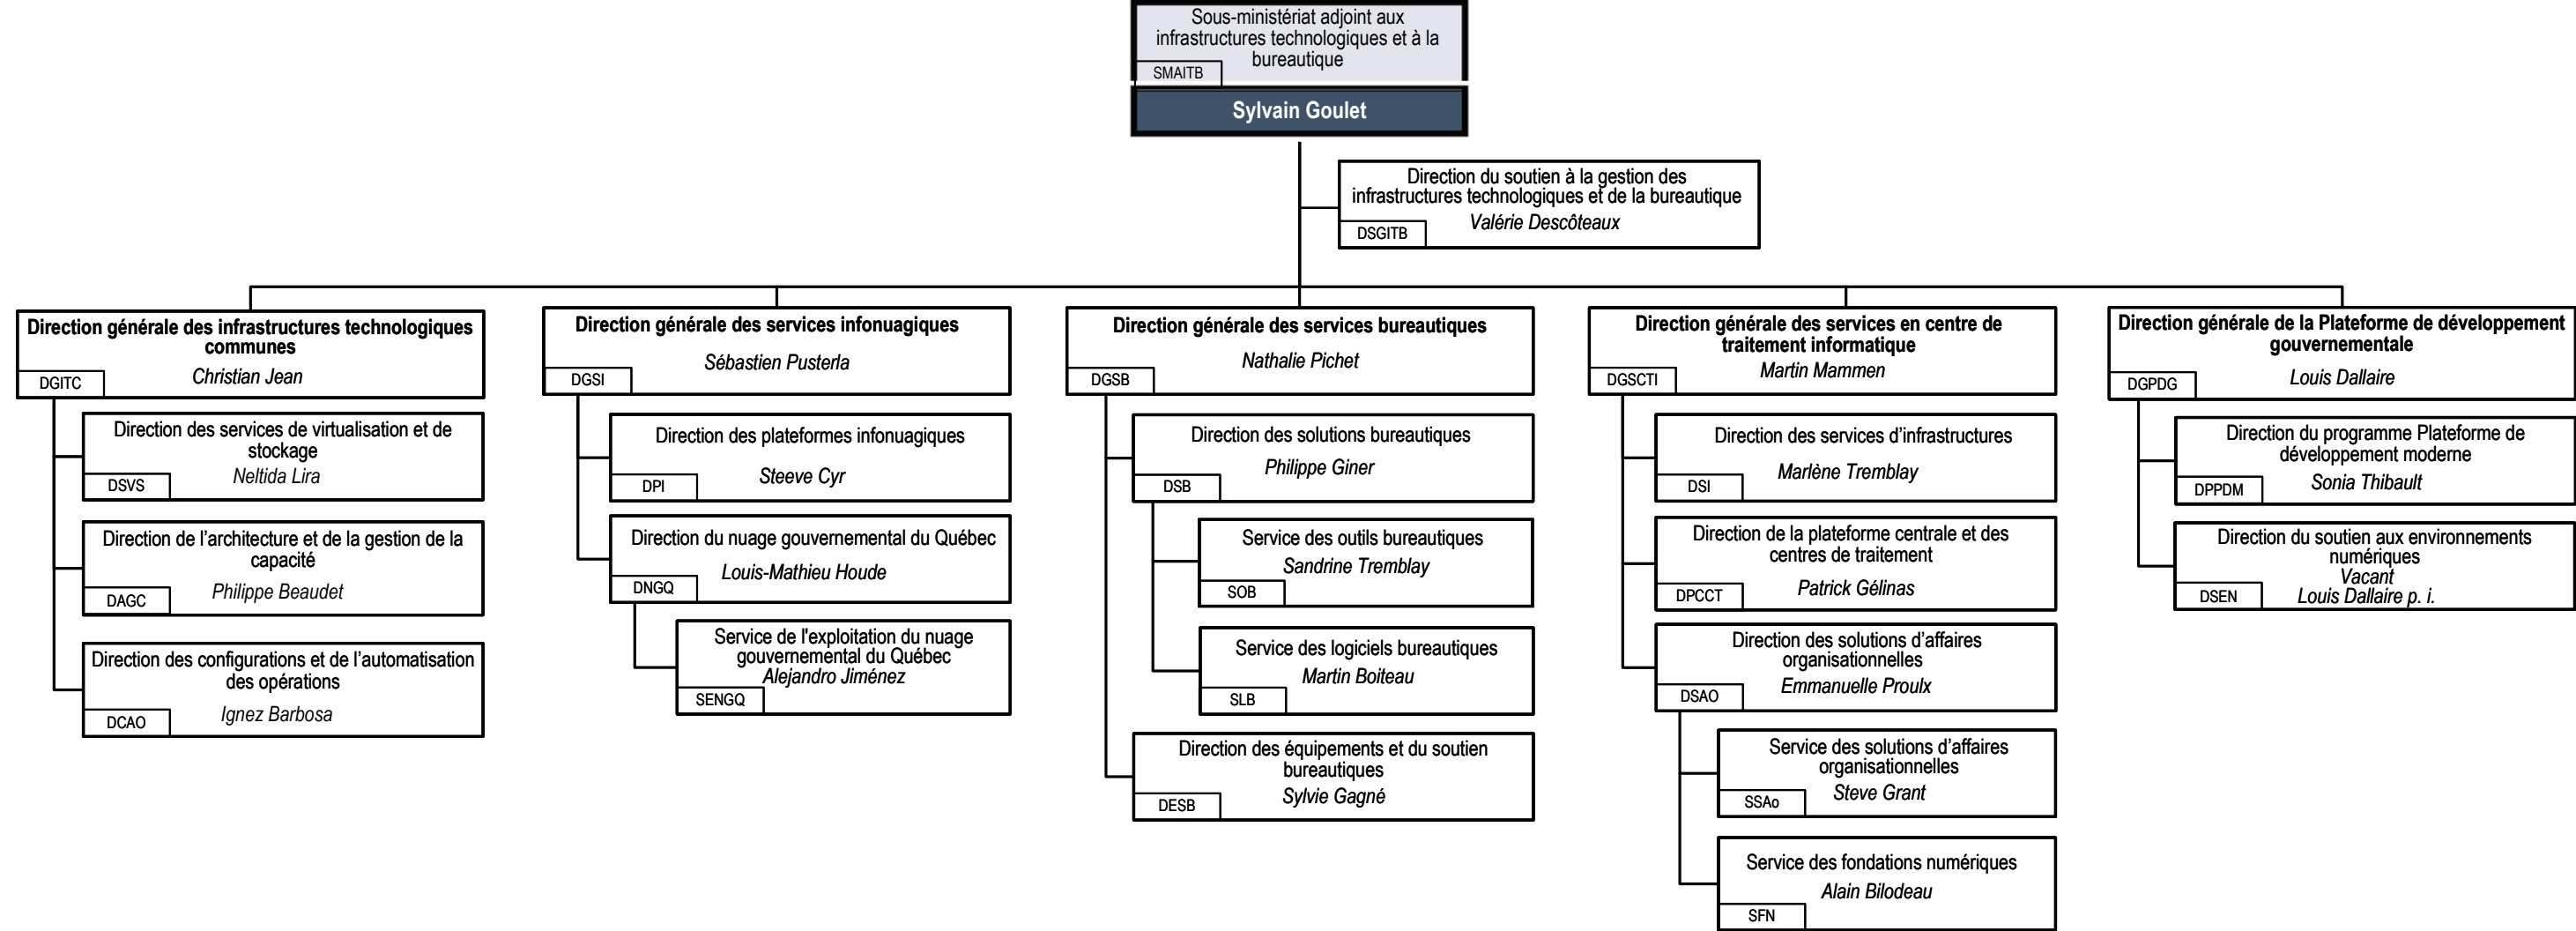 Sous-ministériat adjoint aux
infrastructures technologiques et à la
bureautique
SMAITB
Sylvain Goulet
Direction du soutien à la gestion des
infrastructures technologiques et de la bureautique
Valérie Descôteaux
DSGITB
Direction générale des infrastructures technologiques
communes
Christian Jean
DGITC
Direction des services de virtualisation et de
stockage
Neltida Lira
DSVS
Direction de l’architecture et de la gestion de la
capacité
Philippe Beaudet
DAGC
Direction des configurations et de l’automatisation
des opérations
Ignez Barbosa
DCAO
Direction générale des services infonuagiques
Sébastien Pusterla
DGSI
Direction des plateformes infonuagiques
Steeve Cyr
DPI
Direction du nuage gouvernemental du Québec
Louis-Mathieu Houde
DNGQ
Service de l'exploitation du nuage
gouvernemental du Québec
Alejandro Jiménez
SENGQ
Direction générale des services bureautiques
Nathalie Pichet
DGSB
Direction des solutions bureautiques
Philippe Giner
DSB
Service des outils bureautiques
Sandrine Tremblay
SOB
Service des logiciels bureautiques
Martin Boiteau
SLB
Direction des équipements et du soutien
bureautiques
Sylvie Gagné
DESB
Direction générale des services en centre de
traitement informatique
Martin Mammen
DGSCTI
Direction des services d’infrastructures
Marlène Tremblay
DSI
Direction de la plateforme centrale et des
centres de traitement
Patrick Gélinas
DPCCT
Direction des solutions d’affaires
organisationnelles
Emmanuelle Proulx
DSAO
Service des solutions d’affaires
organisationnelles
Steve Grant
SSAo
Service des fondations numériques
Alain Bilodeau
SFN
Direction générale de la Plateforme de développement
gouvernementale
Louis Dallaire
DGPDG
Direction du programme Plateforme de
développement moderne
Sonia Thibault
DPPDM
Direction du soutien aux environnements
numériques
Vacant
Louis Dallaire p. i.
DSEN